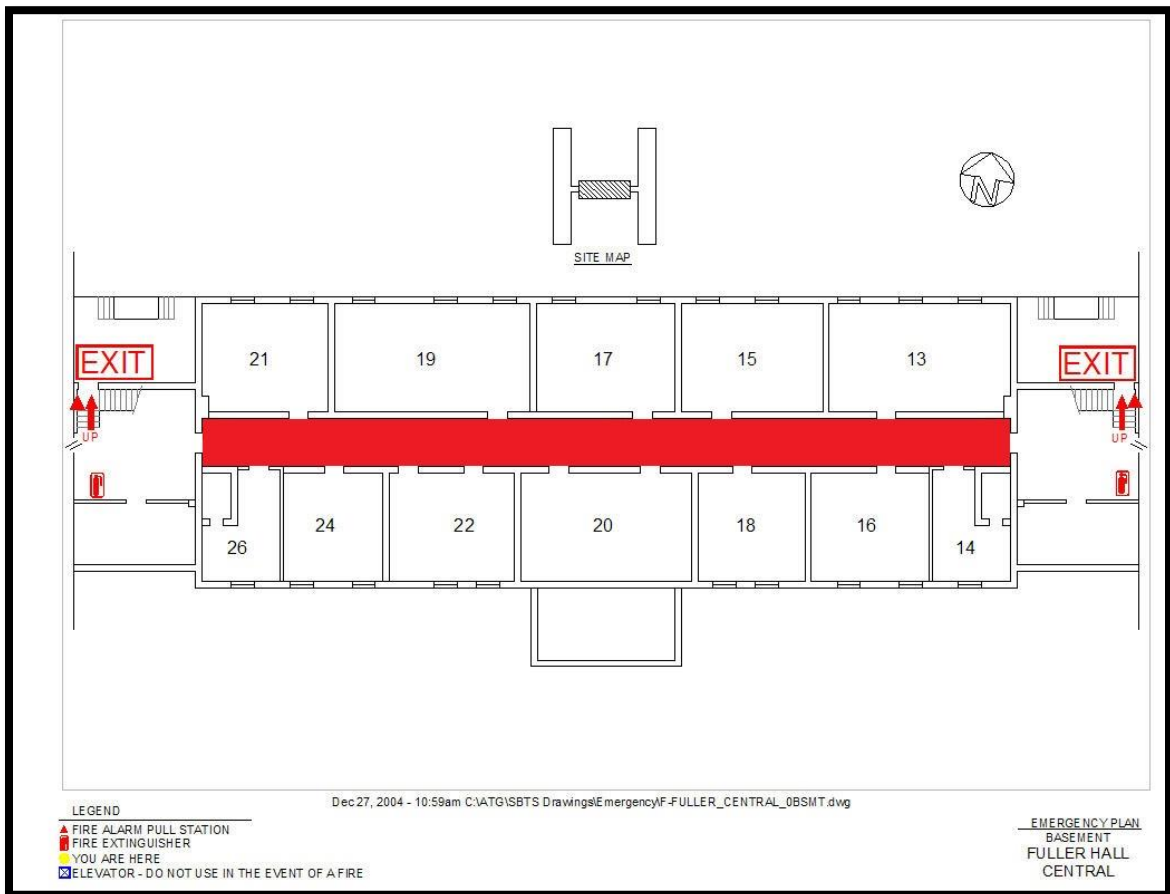 N
SITE MAP
21
19
17
15
13
EXIT
EXIT
UP
UP
26
24
22
20
18
16
14
Dec 27, 2004 - 10:59am C:\ATG\SBTS Drawings\Emergency\F-FULLER_CENTRAL_0BSMT.dwg
LEGEND
FIRE ALARM PULL STATION
FIRE EXTINGUISHER
YOU ARE HERE
ELEVATOR - DO NOT USE IN THE EVENT OF A FIRE
EMERGENCY PLAN
BASEMENT
FULLER HALL
CENTRAL